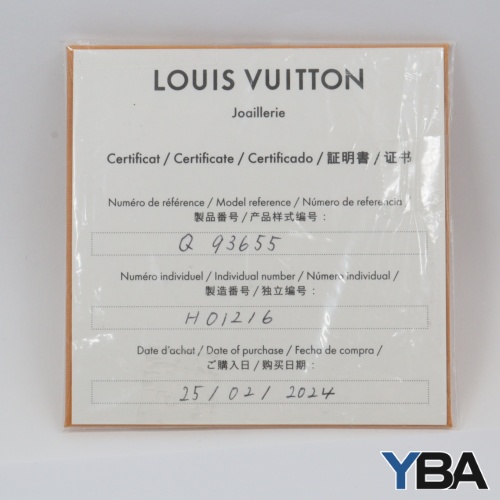 LOUIS VUITTON
Joaillerie
Certificat / Certificate / Certificado / 証明書 / 证书
Numéro de référence / Model reference / Número de referencia /
製品番号 / 产品样式编号 :
Q 93655
Numéro individuel / Individual number / Número individual /
製造番号 / 独立编号 :
H01216
Date d'achat / Date of purchase / Fecha de compra /
ご購入日 / 购买日期 :
25 / 02 / 2024
YBA